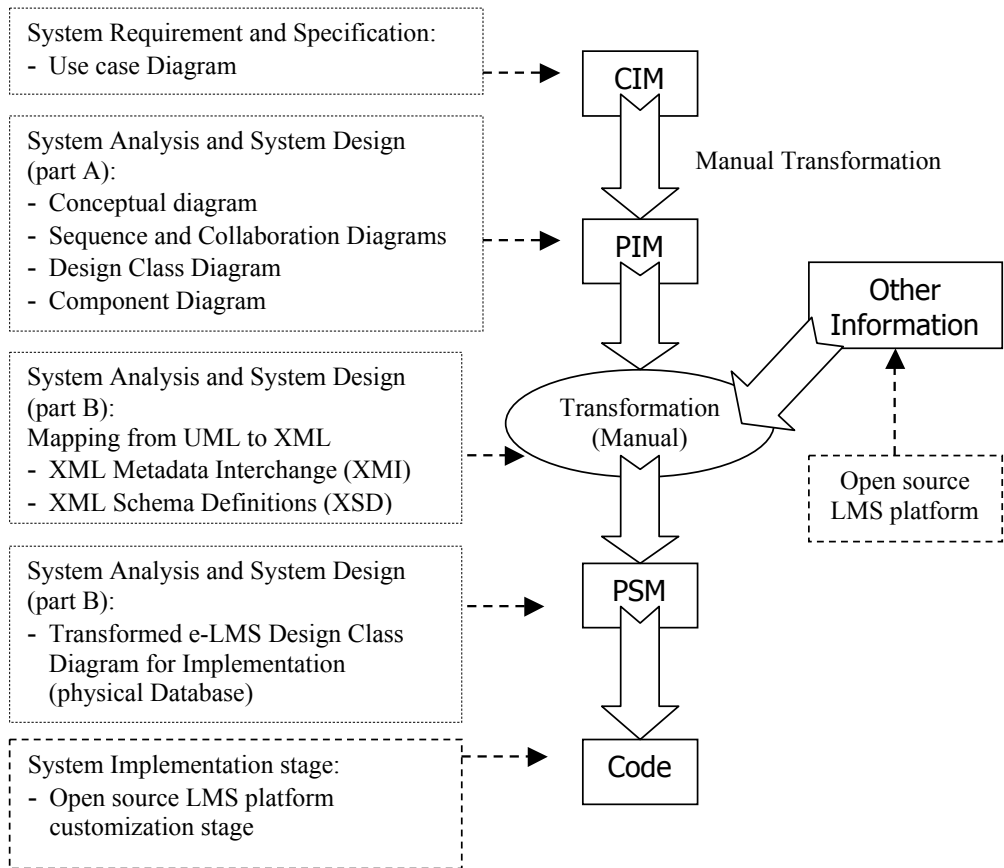 System Requirement and Specification:
- Use case Diagram
CIM
System Analysis and System Design
(part A):
- Conceptual diagram
- Sequence and Collaboration Diagrams
- Design Class Diagram
- Component Diagram
Manual Transformation
PIM
Other
Information
System Analysis and System Design
(part B):
Mapping from UML to XML
- XML Metadata Interchange (XMI)
- XML Schema Definitions (XSD)
Transformation
(Manual)
Open source
LMS platform
System Analysis and System Design
(part B):
- Transformed e-LMS Design Class
Diagram for Implementation
(physical Database)
PSM
System Implementation stage:
- Open source LMS platform
customization stage
Code